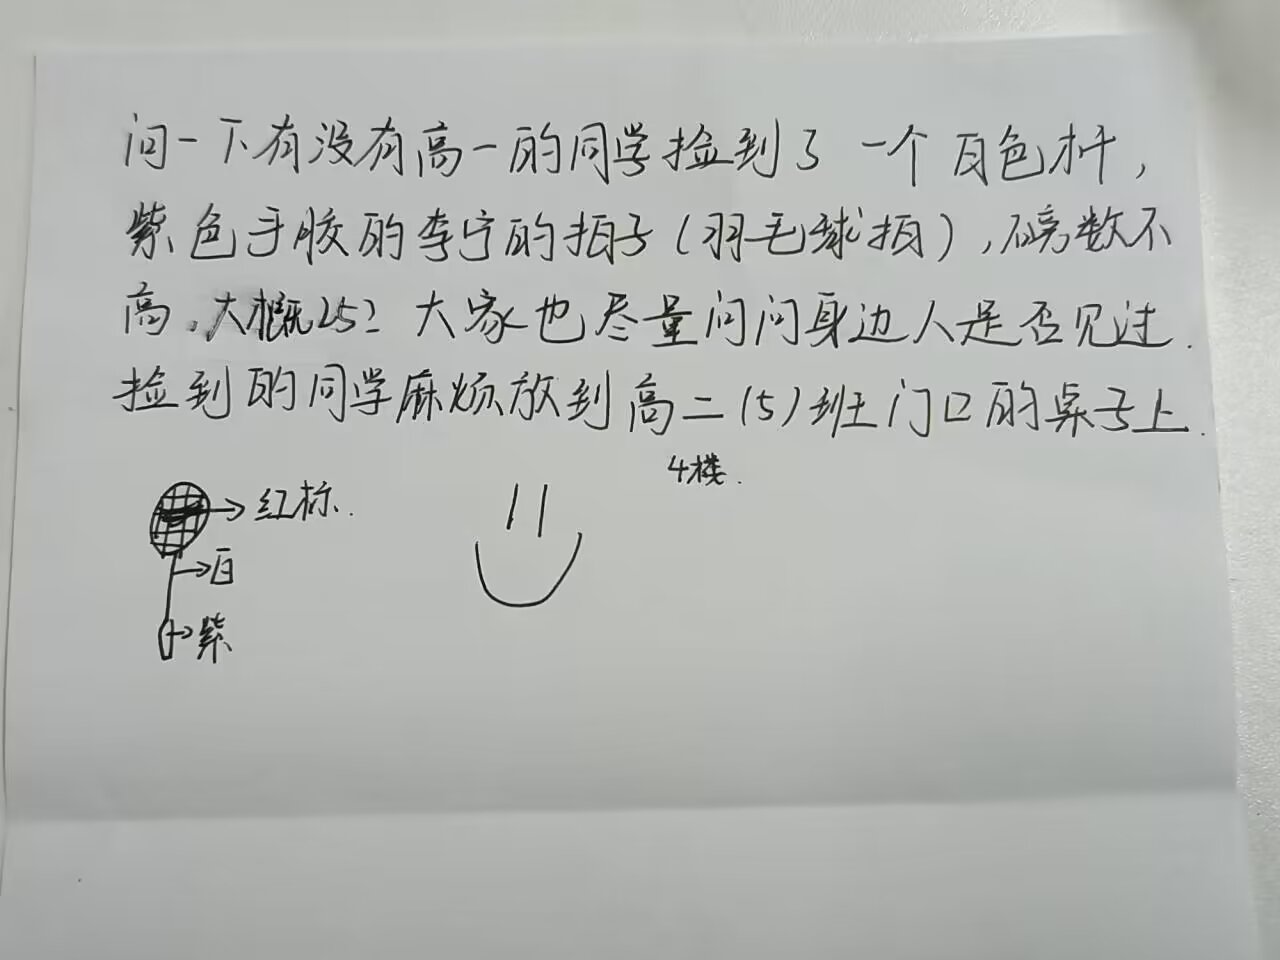 问一下有没有高一的同学捡到了一个白色杆,
紫色手胶的李宁的拍子(羽毛球拍),磅数不
高,大概25?大家也尽量问问身边人是否见过.
捡到的同学麻烦放到高二(5)班门口的桌子上.
4楼.
红标.
白
紫